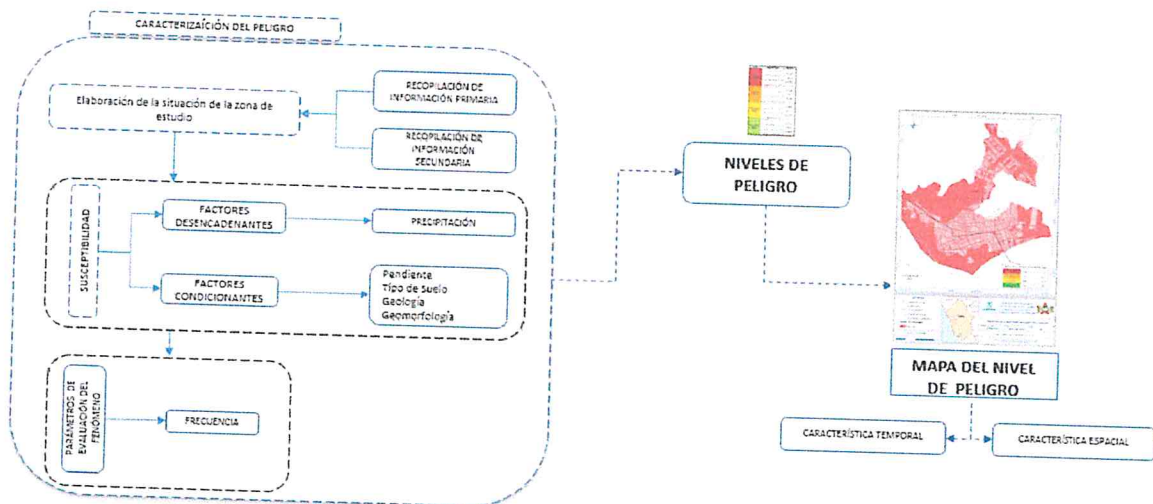 CARACTERIZAÍCIÓN DEL PELIGRO
Elaboración de la situación de la zona de
estudio
RECOPILACIÓN DE
INFORMACIÓN PRIMARIA
RECOPILACIÓN DE
INFORMACIÓN
SECUNDARIA
SUSCEPTIBILIDAD
FACTORES
DESENCADENANTES
PRECIPITACIÓN
FACTORES
CONDICIONANTES
Pendiente
Tipo de Suelo
Geología
Geomorfología
PARÁMETROS DE
EVALUACIÓN DEL
FENÓMENO
FRECUENCIA
NIVELES DE
PELIGRO
MAPA DEL NIVEL
DE PELIGRO
CARACTERÍSTICA TEMPORAL
CARACTERÍSTICA ESPACIAL